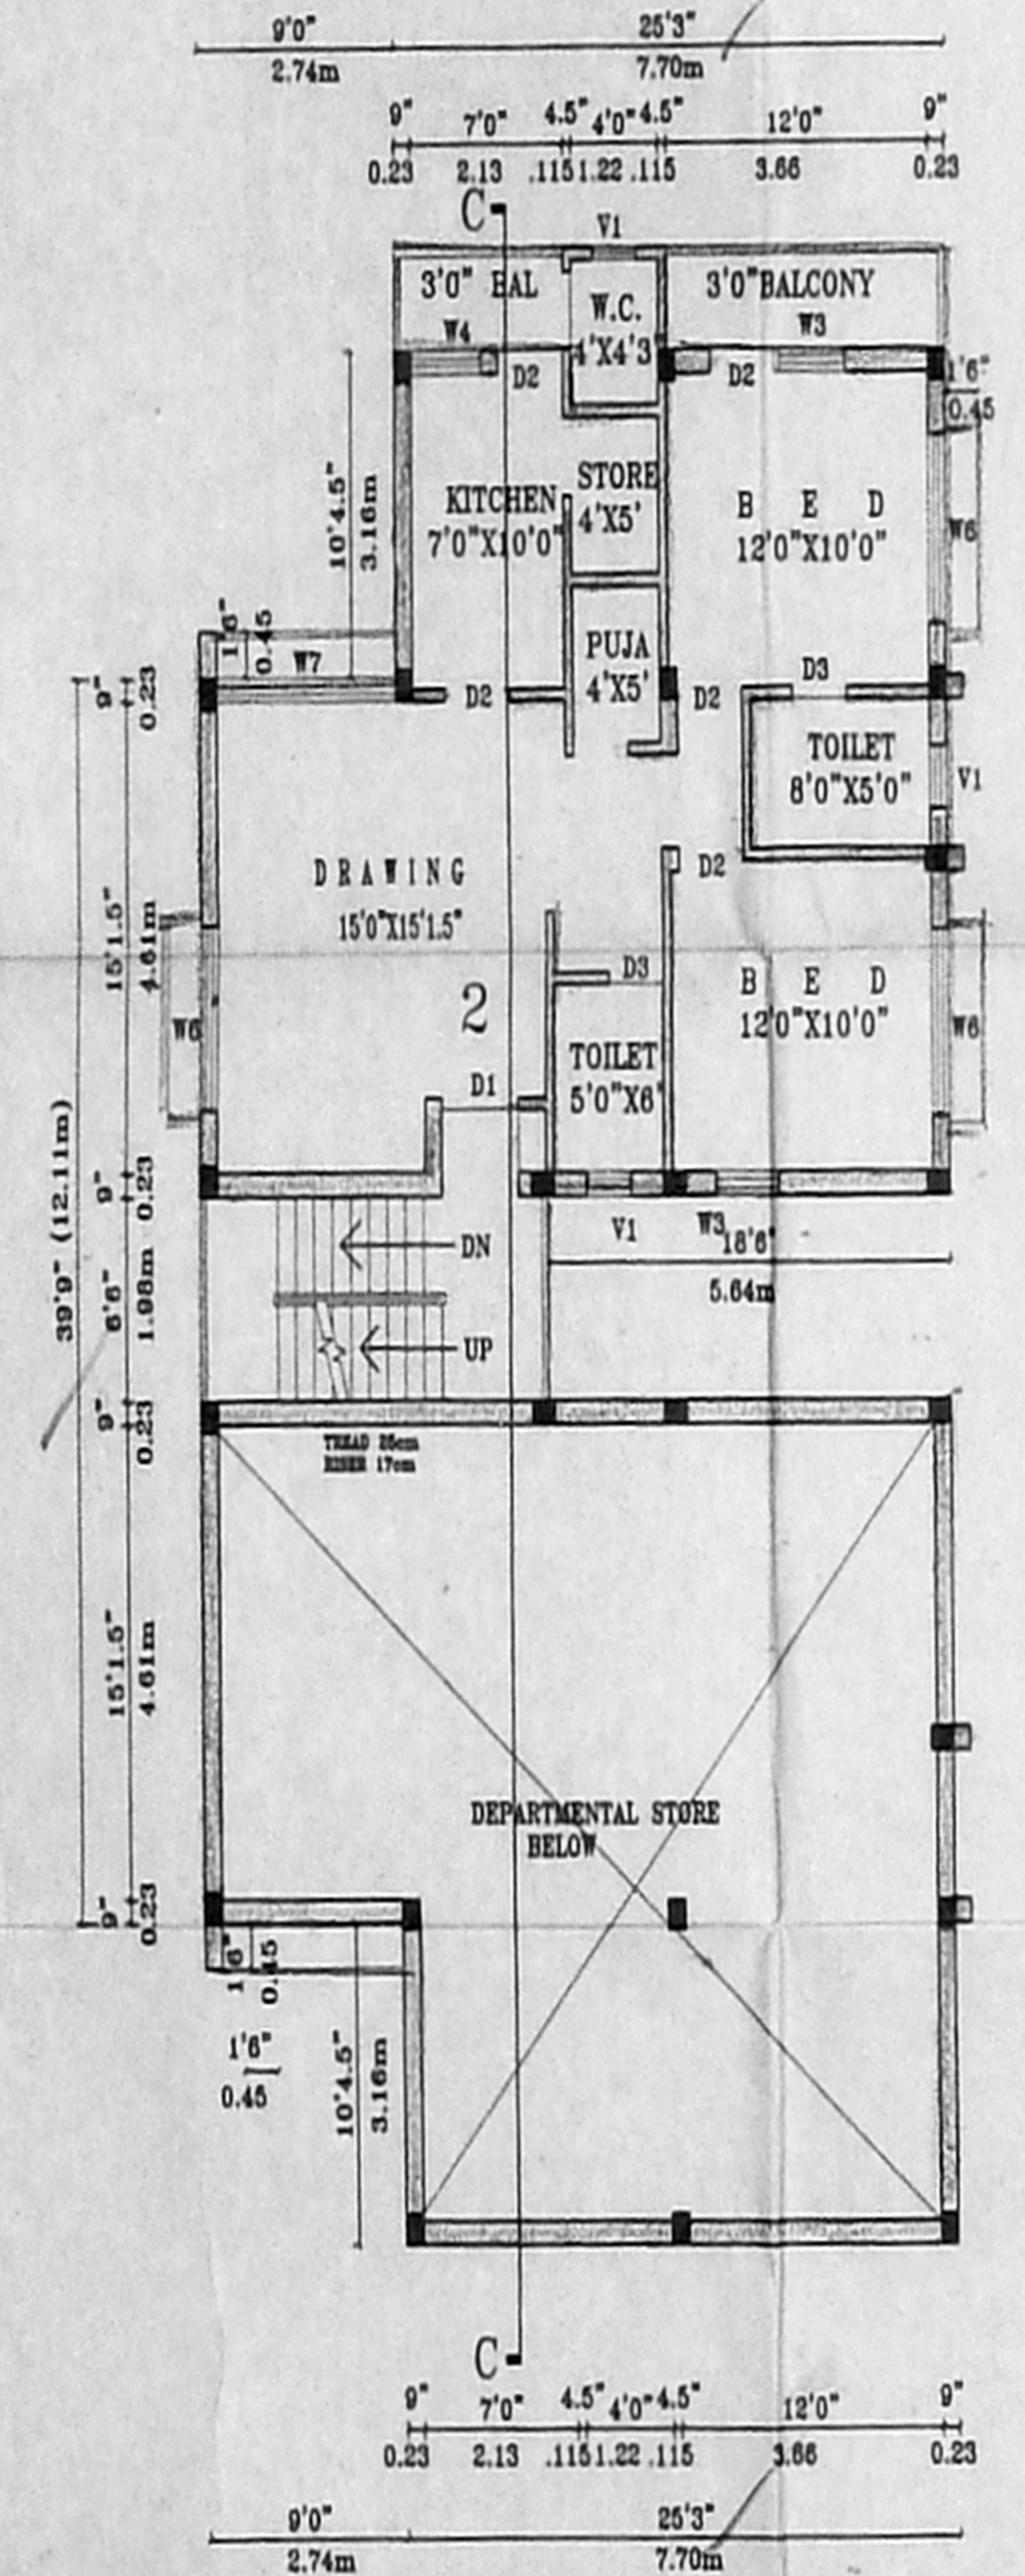 9'0" 25'3"
2.74m 7.70m
9" 7'0" 4.5" 4'0" 4.5" 12'0" 9"
0.23 2.13 .115 1.22 .115 3.66 0.23
C
V1
3'0" BAL 3'0" BALCONY
W.C.
4'X4'3
W4 W3
D2 D2
1'6"
0.45
10'4.5"
3.16m
KITCHEN
7'0"X10'0"
STORE
4'X5'
B E D
12'0"X10'0"
W6
1'6"
0.45
W7
PUJA
4'X5'
D2 D2 D3
9"
0.23
TOILET
8'0"X5'0"
V1
D2
D R A W I N G
15'0"X15'1.5"
15'1.5"
4.61m
W6
2
D3
B E D
12'0"X10'0"
W6
TOILET
5'0"X6'
D1
39'9" (12.11m)
9"
0.23
V1 W3
18'6"
5.64m
DN
UP
6'6"
1.98m
9"
0.23
TREAD 26cm
RISER 17cm
15'1.5"
4.61m
DEPARTMENTAL STORE
BELOW
9"
0.23
1'6"
0.45
1'6"
0.45
10'4.5"
3.16m
C
9" 7'0" 4.5" 4'0" 4.5" 12'0" 9"
0.23 2.13 .115 1.22 .115 3.66 0.23
9'0" 25'3"
2.74m 7.70m